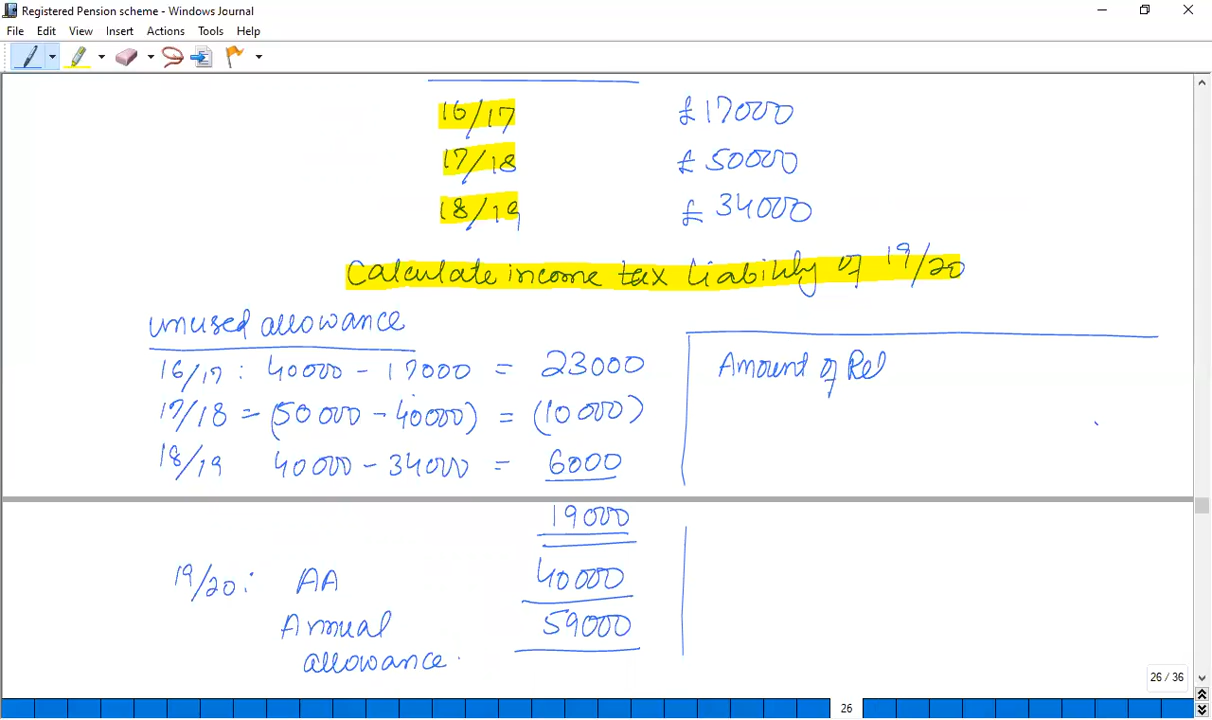 Registered Pension scheme - Windows Journal
File Edit View Insert Actions Tools Help
16/17 £17000
17/18 £50000
18/19 £34000
Calculate income tax Liability of 19/20
unused allowance
16/17 : 40000 - 17000 = 23000
17/18 = (50000 - 40000) = (10000)
18/19 40000 - 34000 = 6000
19000
19/20: AA 40000
Annual allowance 59000
Amount of Rel
26 / 36
26